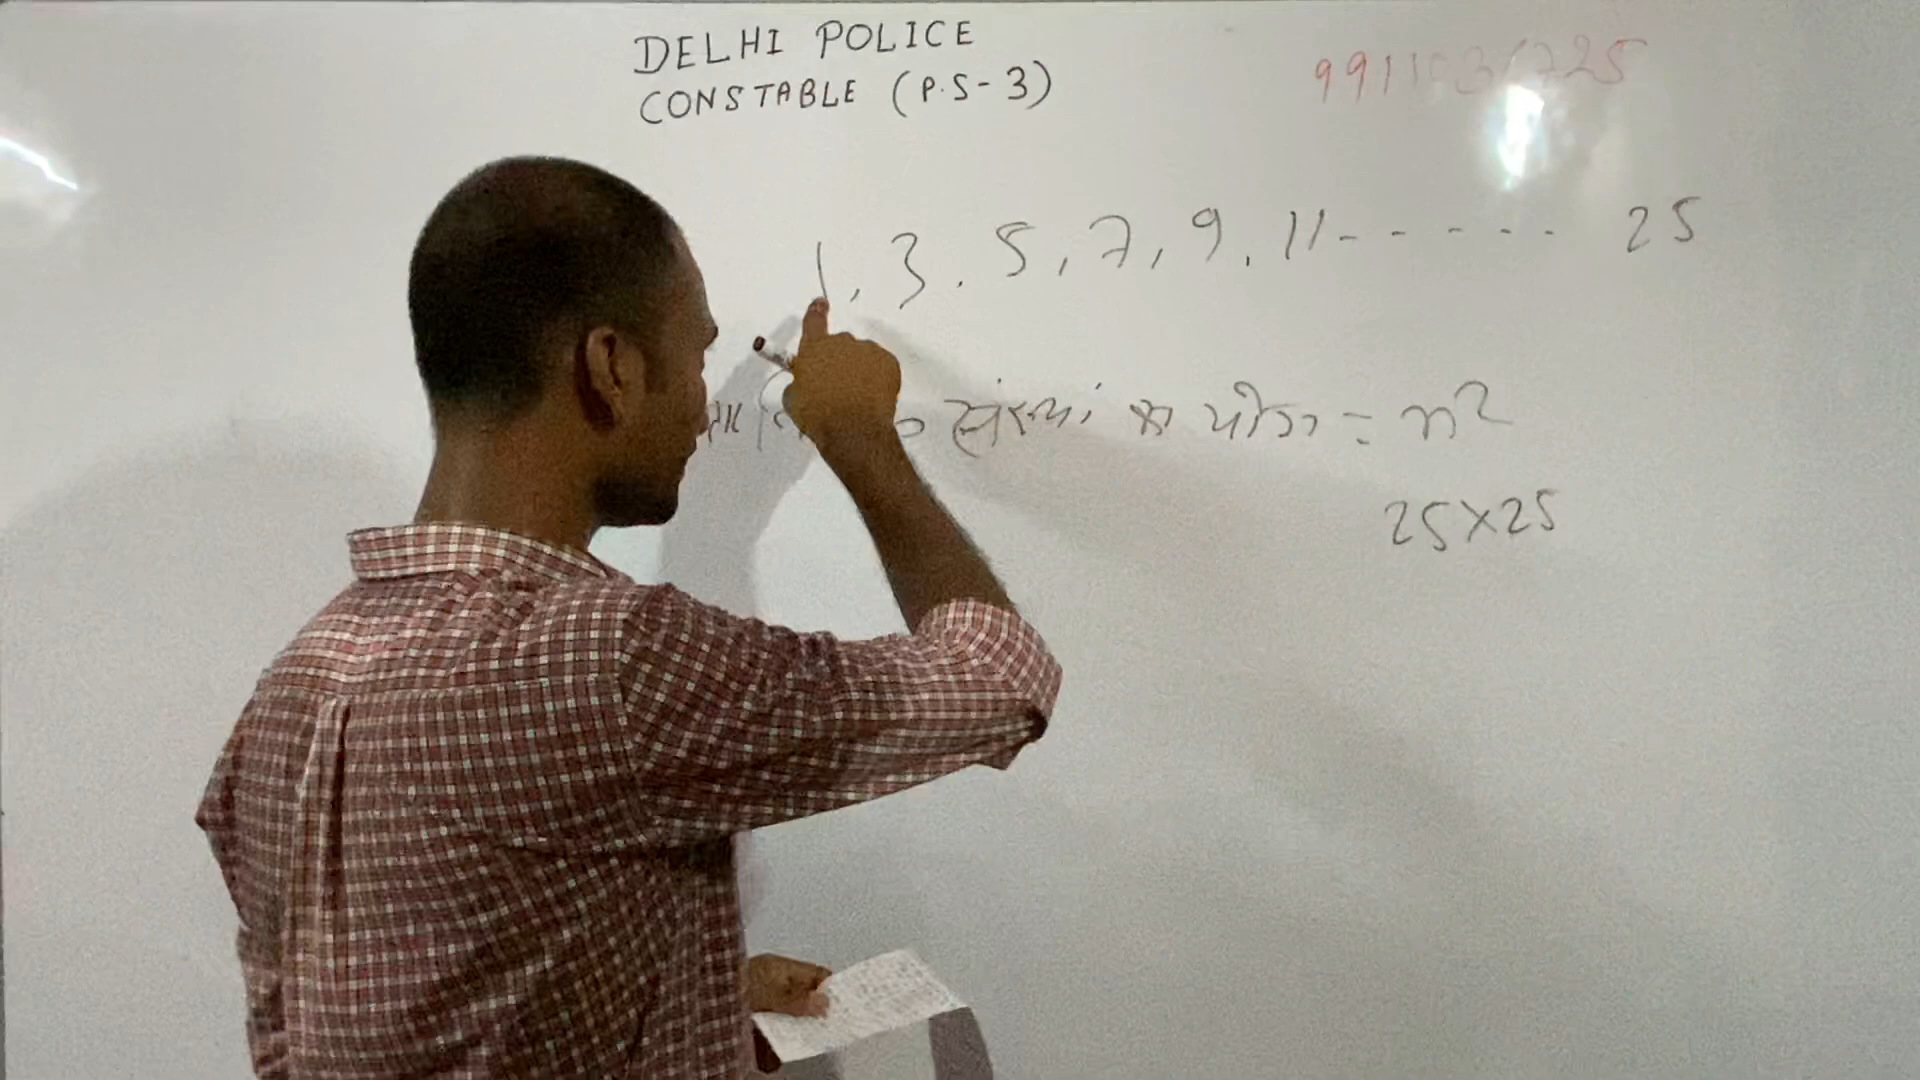 DELHI POLICE
CONSTABLE (P.S-3)
1, 3, 5, 7, 9, 11------ 25
संख्या का योग = n2
25×25